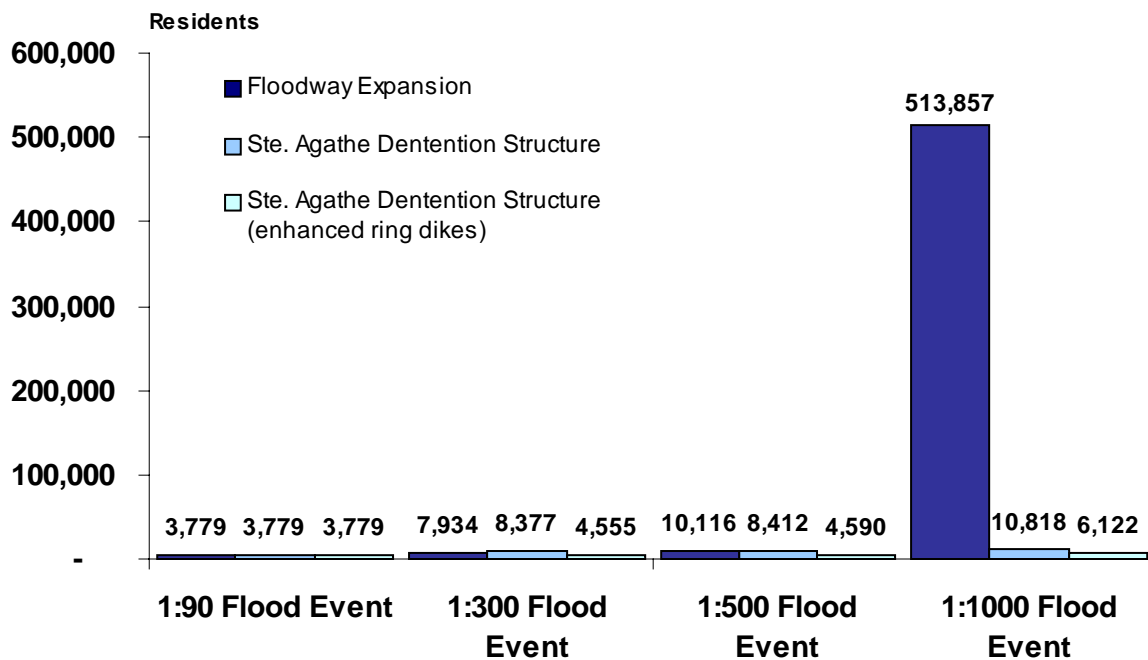 Residents
600,000
500,000
400,000
300,000
200,000
100,000
-
Floodway Expansion
Ste. Agathe Dentention Structure
Ste. Agathe Dentention Structure
(enhanced ring dikes)
3,779 3,779 3,779
7,934 8,377 4,555
10,116 8,412 4,590
513,857 10,818 6,122
1:90 Flood Event
1:300 Flood
Event
1:500 Flood
Event
1:1000 Flood
Event